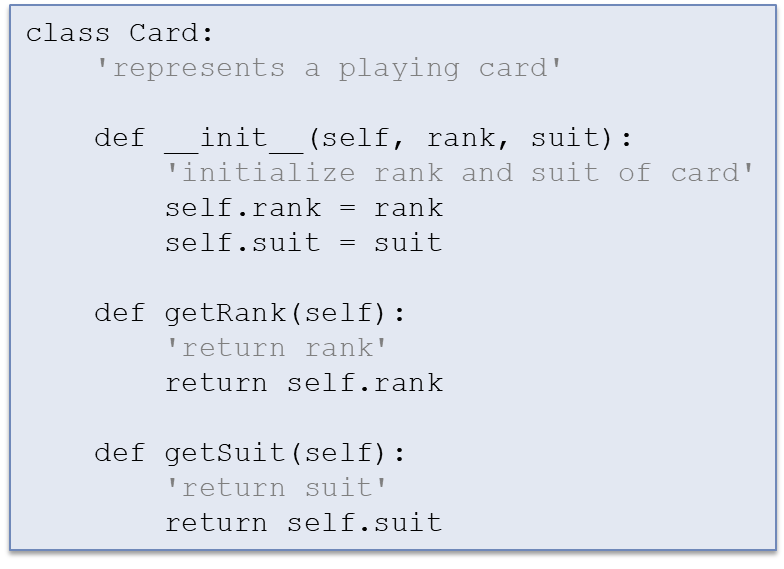 class Card:
    'represents a playing card'

    def __init__(self, rank, suit):
        'initialize rank and suit of card'
        self.rank = rank
        self.suit = suit

    def getRank(self):
        'return rank'
        return self.rank

    def getSuit(self):
        'return suit'
        return self.suit